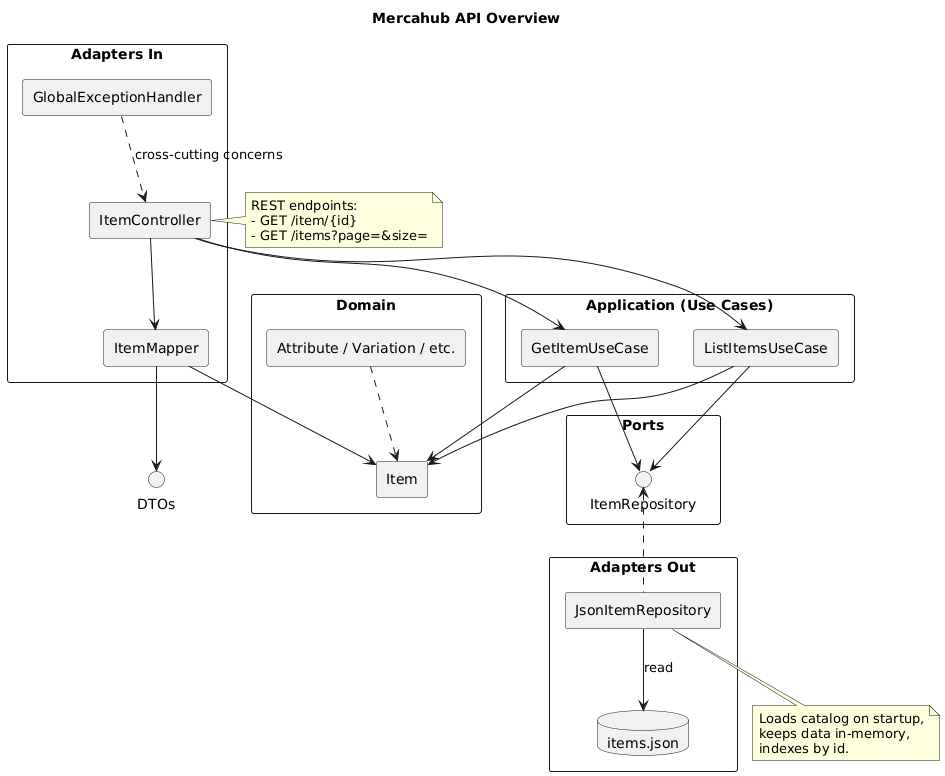 Mercahub API Overview
Adapters In
GlobalExceptionHandler
cross-cutting concerns
ItemController
REST endpoints:
- GET /item/{id}
- GET /items?page=&size=
Domain
Application (Use Cases)
ItemMapper
Attribute / Variation / etc.
GetItemUseCase
ListItemsUseCase
Ports
Item
DTOs
ItemRepository
Adapters Out
JsonItemRepository
read
items.json
Loads catalog on startup,
keeps data in-memory,
indexes by id.